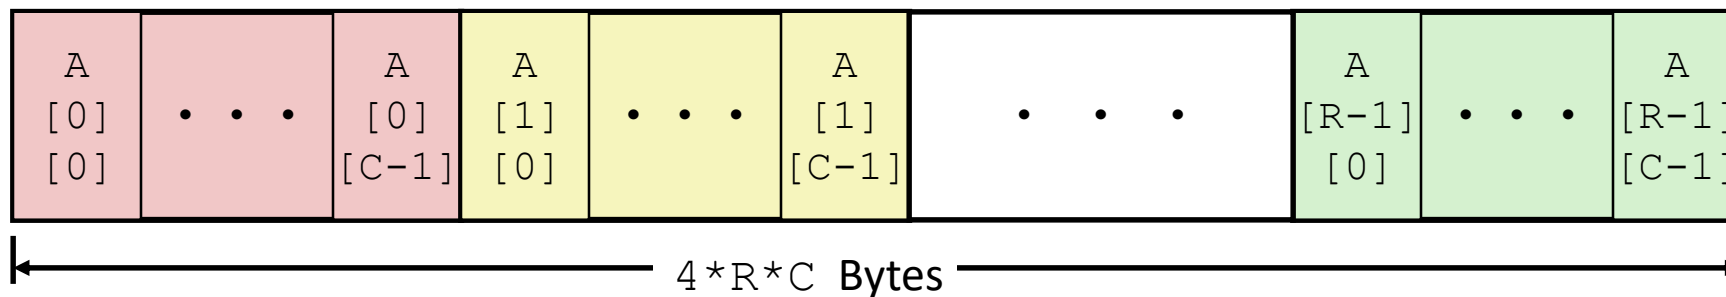 A A A A A A
[0] • • • [0] [1] • • • [1] • • • [R-1] • • • [R-1]
[0] [C-1] [0] [C-1] [0] [C-1]
4*R*C Bytes